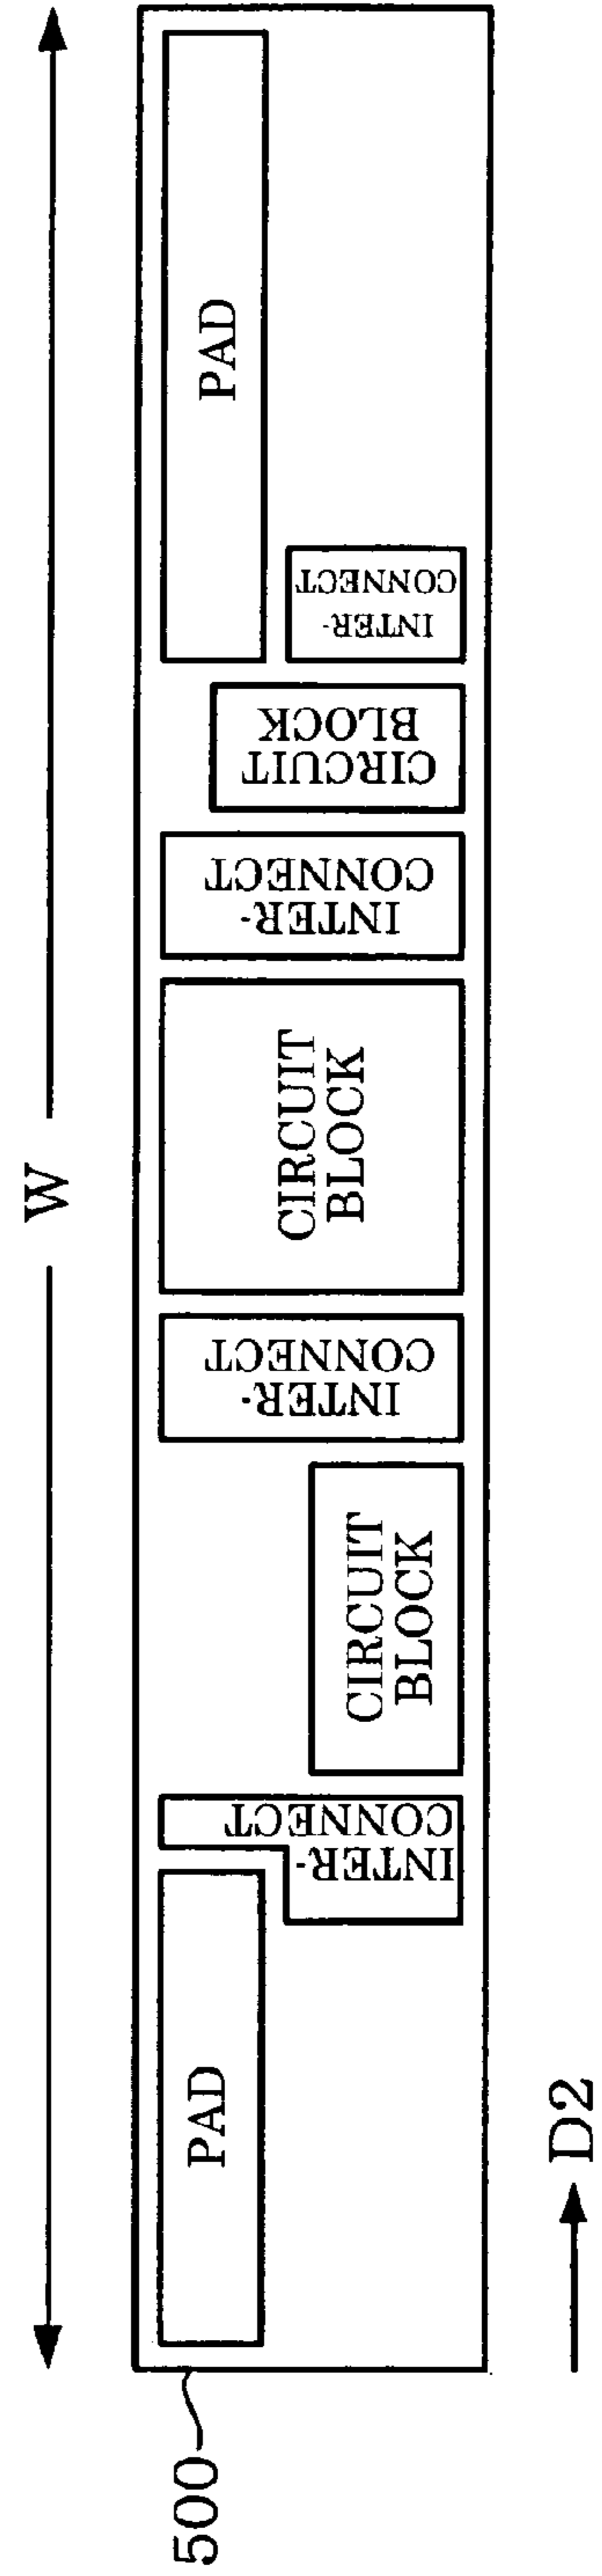 W
500
PAD
INTER-
CONNECT
CIRCUIT
BLOCK
INTER-
CONNECT
CIRCUIT
BLOCK
INTER-
CONNECT
CIRCUIT
BLOCK
INTER-
CONNECT
PAD
D2